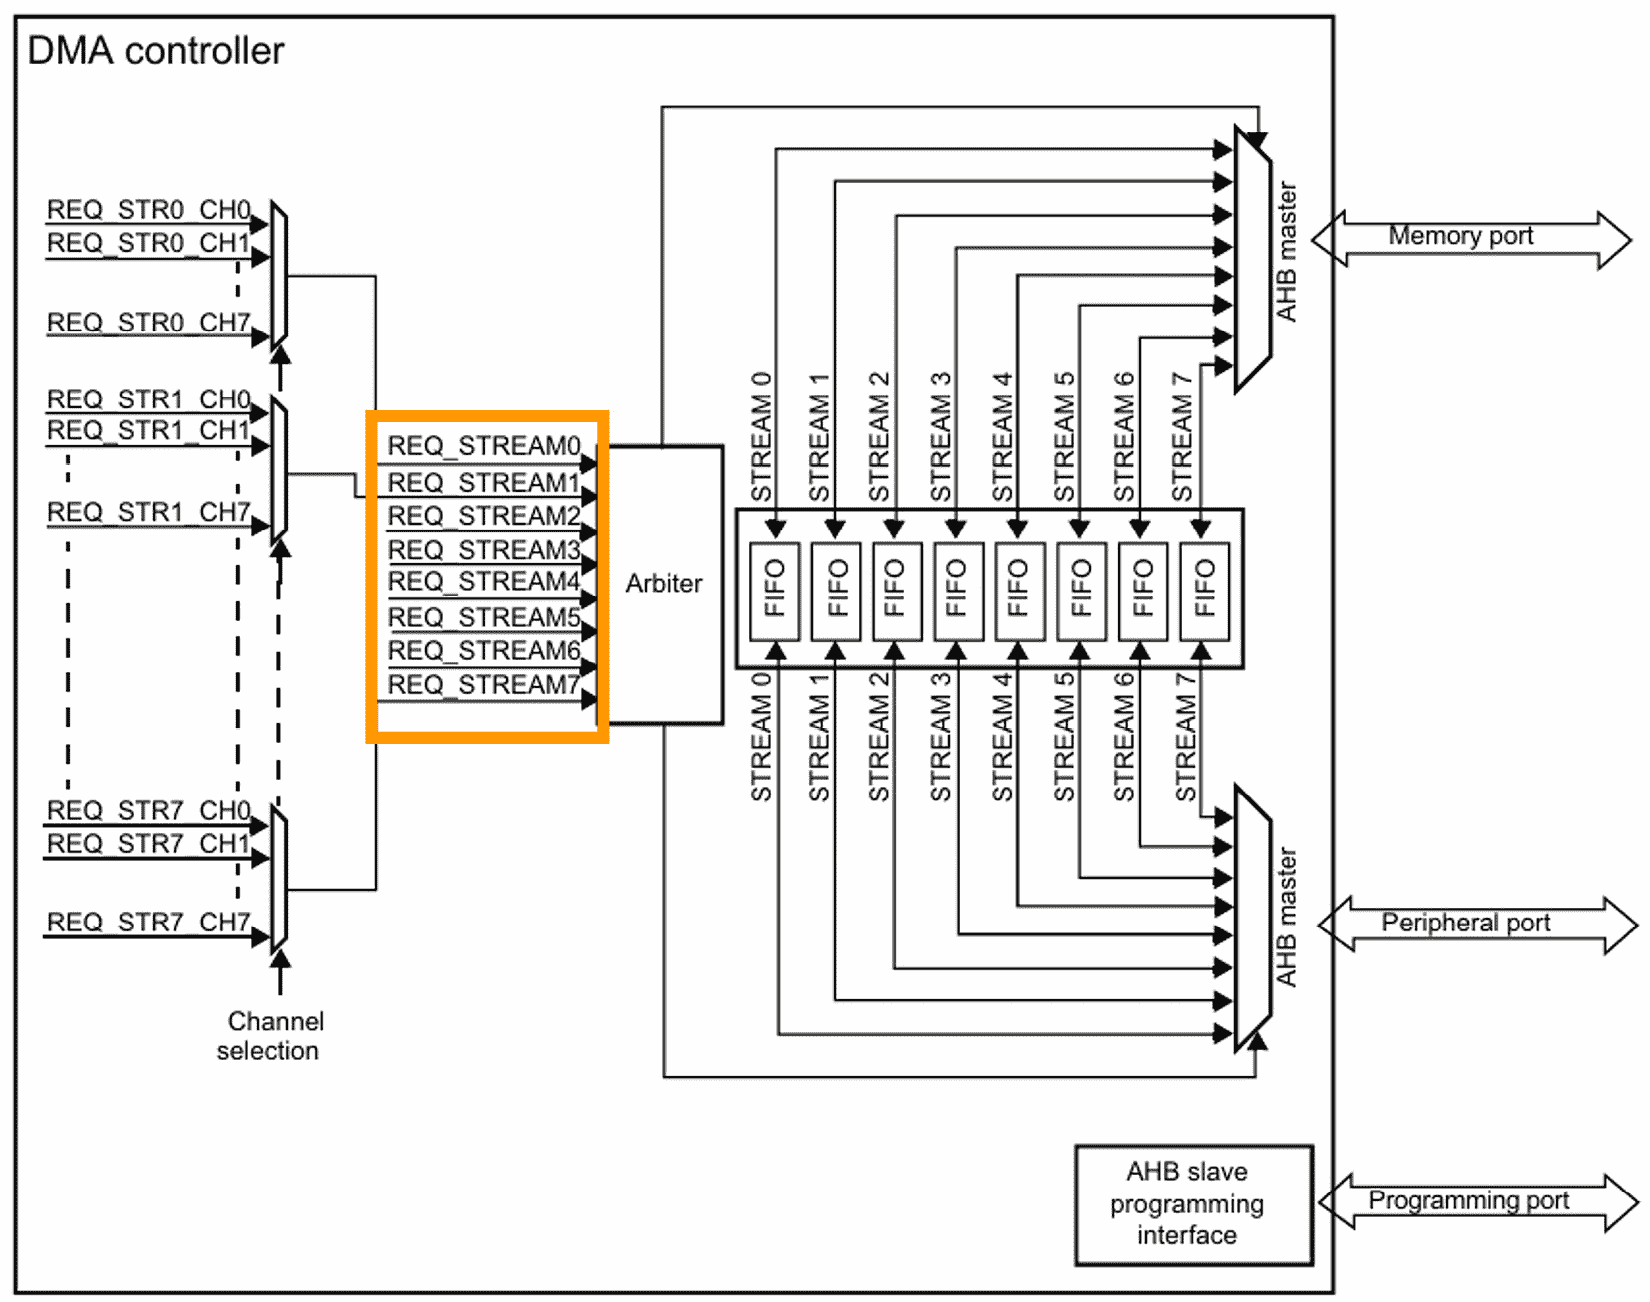 DMA controller
REQ_STR0_CH0
REQ_STR0_CH1
REQ_STR0_CH7
REQ_STR1_CH0
REQ_STR1_CH1
REQ_STR1_CH7
REQ_STR7_CH0
REQ_STR7_CH1
REQ_STR7_CH7
Channel
selection
REQ_STREAM0
REQ_STREAM1
REQ_STREAM2
REQ_STREAM3
REQ_STREAM4
REQ_STREAM5
REQ_STREAM6
REQ_STREAM7
Arbiter
STREAM 0
STREAM 1
STREAM 2
STREAM 3
STREAM 4
STREAM 5
STREAM 6
STREAM 7
FIFO
FIFO
FIFO
FIFO
FIFO
FIFO
FIFO
FIFO
STREAM 0
STREAM 1
STREAM 2
STREAM 3
STREAM 4
STREAM 5
STREAM 6
STREAM 7
AHB master
Memory port
AHB master
Peripheral port
AHB slave
programming
interface
Programming port